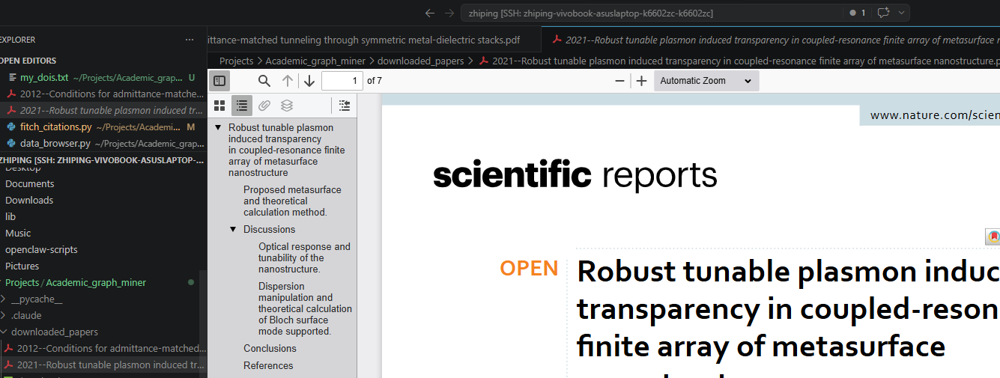 zhiping [SSH: zhiping-vivobook-asuslaptop-k6602zc-k6602zc]
1
EXPLORER
ittance-matched tunneling through symmetric metal-dielectric stacks.pdf
2021--Robust tunable plasmon induced transparency in coupled-resonance finite array of metasurface
OPEN EDITORS
Projects > Academic_graph_miner > downloaded_papers > 2021--Robust tunable plasmon induced transparency in coupled-resonance finite array of metasurface nanostructure.p
my_dois.txt ~/Projects/Academic_grap... U
2012--Conditions for admittance-matche...
2021--Robust tunable plasmon induced tr...
fitch_citations.py ~/Projects/Academi... M
data_browser.py ~/Projects/Academic_grap...
1 of 7
Automatic Zoom
ZHIPING [SSH: ZHIPING-VIVOBOOK-ASUSLAPTOP-...
Desktop
Documents
Downloads
lib
Music
openclaw-scripts
Pictures
Projects / Academic_graph_miner
__pycache__
.claude
downloaded_papers
2012--Conditions for admittance-matched...
2021--Robust tunable plasmon induced tr...
Robust tunable plasmon
induced transparency
in coupled-resonance finite
array of metasurface
nanostructure
Proposed metasurface
and theoretical
calculation method.
Discussions
Optical response and
tunability of the
nanostructure.
Dispersion
manipulation and
theoretical calculation
of Bloch surface
mode supported.
Conclusions
References
www.nature.com/scien
scientific reports
OPEN
Robust tunable plasmon induc
transparency in coupled-reson
finite array of metasurface